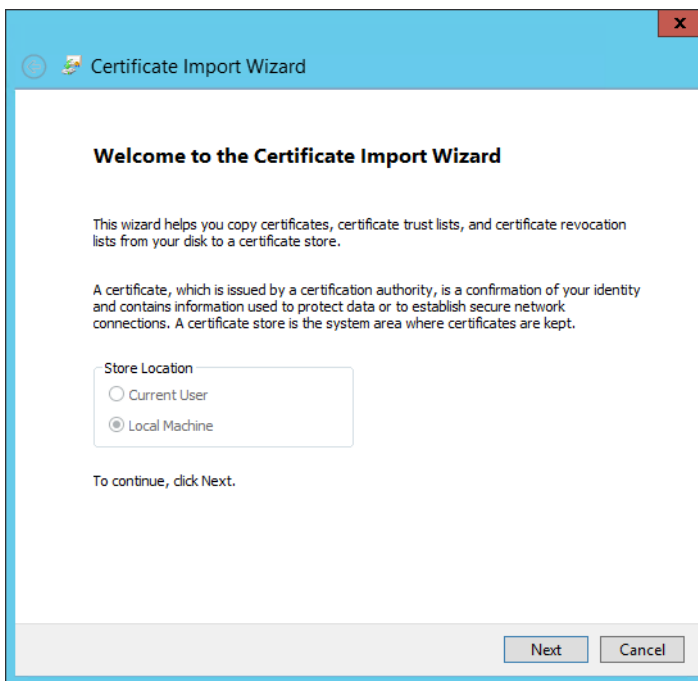 x
Certificate Import Wizard
Welcome to the Certificate Import Wizard
This wizard helps you copy certificates, certificate trust lists, and certificate revocation
lists from your disk to a certificate store.
A certificate, which is issued by a certification authority, is a confirmation of your identity
and contains information used to protect data or to establish secure network
connections. A certificate store is the system area where certificates are kept.
Store Location
Current User
Local Machine
To continue, click Next.
Next
Cancel